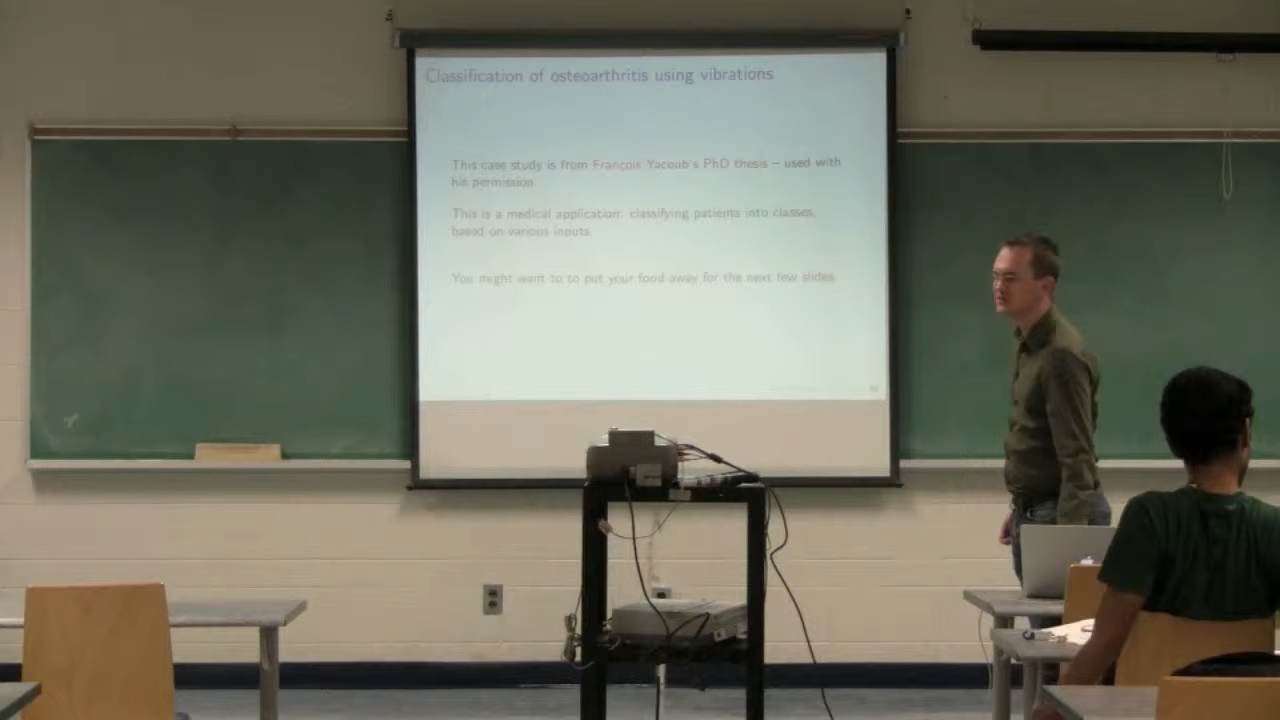 Classification of osteoarthritis using vibrations
This case study is from François Yacoub's PhD thesis – used with
his permission
This is a medical application: classifying patients into classes,
based on various inputs.
You might want to to put your food away for the next few slides